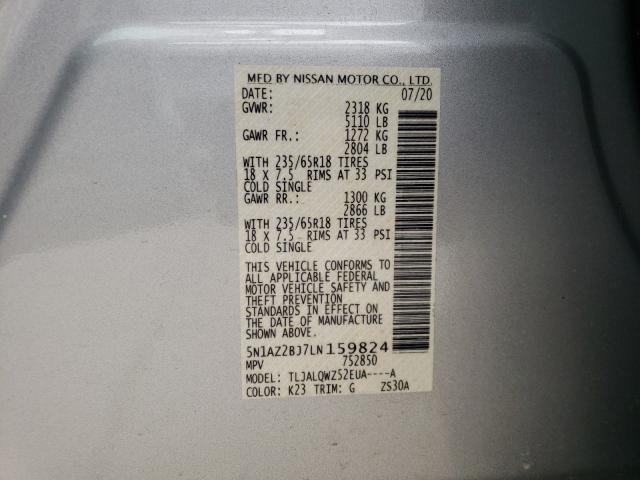 MFD BY NISSAN MOTOR CO., LTD.
DATE: 07/20
GVWR: 2318 KG
5110 LB
GAWR FR.: 1272 KG
2804 LB
WITH 235/65R18 TIRES
18 X 7.5 RIMS AT 33 PSI
COLD SINGLE
GAWR RR.: 1300 KG
2866 LB
WITH 235/65R18 TIRES
18 X 7.5 RIMS AT 33 PSI
COLD SINGLE
THIS VEHICLE CONFORMS TO
ALL APPLICABLE FEDERAL
MOTOR VEHICLE SAFETY AND
THEFT PREVENTION
STANDARDS IN EFFECT ON THE
DATE OF MANUFACTURE
SHOWN ABOVE.
5N1AZ2BJ7LN159824
MPV 752850
MODEL: TLJALQWZ52EUA----A
COLOR: K23 TRIM: G ZS30A